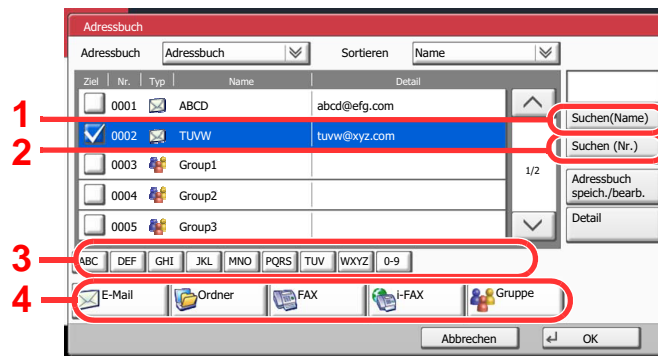 Adressbuch
Adressbuch Adressbuch Sortieren Name
Ziel Nr. Typ Name Detail
0001 ABCD abcd@efg.com
0002 TUVW tuvw@xyz.com
0003 Group1
0004 Group2
0005 Group3
1/2
1
Suchen(Name)
2
Suchen (Nr.)
Adressbuch
speich./bearb.
Detail
3
ABC DEF GHI JKL MNO PQRS TUV WXYZ 0-9
4
E-Mail Ordner FAX i-FAX Gruppe
Abbrechen OK